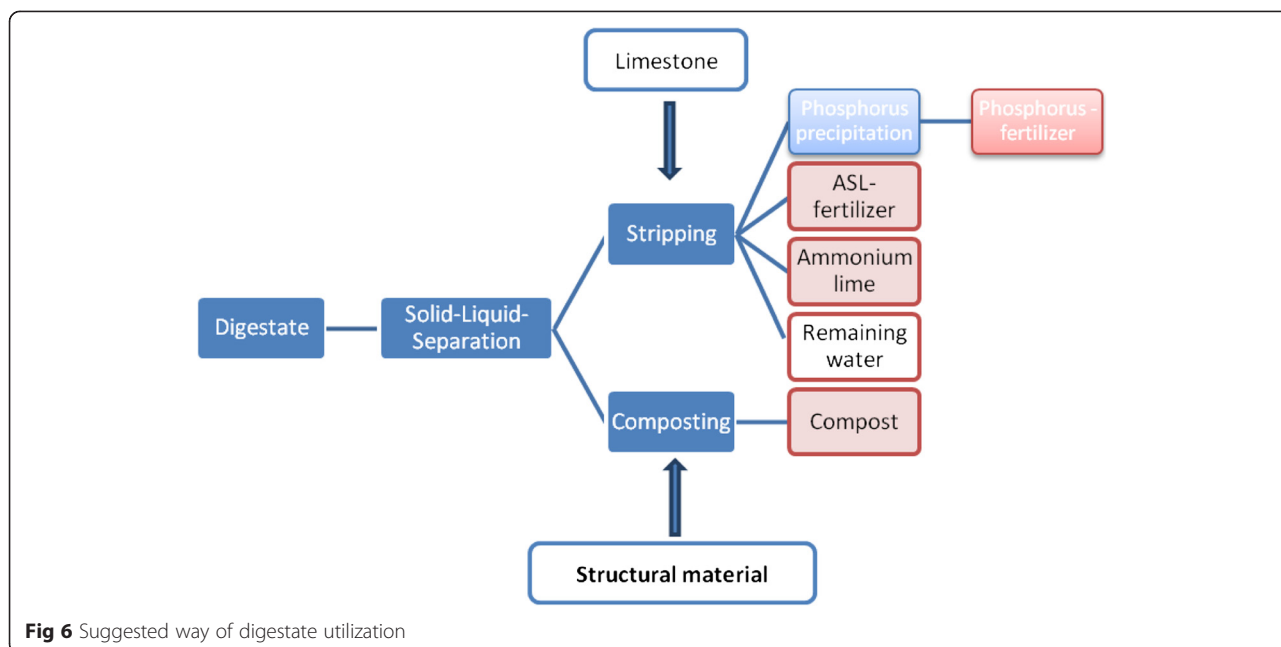 Limestone
Phosphorus
precipitation
Phosphorus -
fertilizer
ASL-
fertilizer
Stripping
Ammonium
lime
Digestate
Solid-Liquid-
Separation
Remaining
water
Composting
Compost
Structural material
Fig 6 Suggested way of digestate utilization